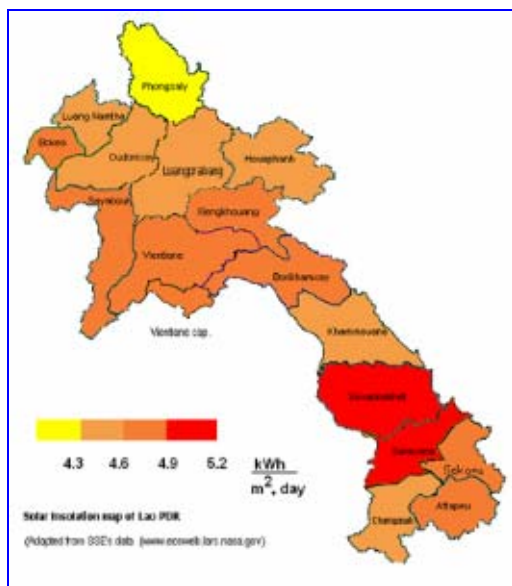 Phongsaly
Luang Namtha
Bokeo
Oudomxay
Luangprabang
Houaphanh
Sayabouri
Xiengkhouang
Vientiane
Borikhamxay
Vientiane cap.
Khammouane
Savannakhet
Saravane
Sekong
Champasak
Attapeu
4.3 4.6 4.9 5.2 kWh
m², day
Solar Insolation map of Lao PDR
(Adapted from SSE's data (www.eosweb.larc.nasa.gov)